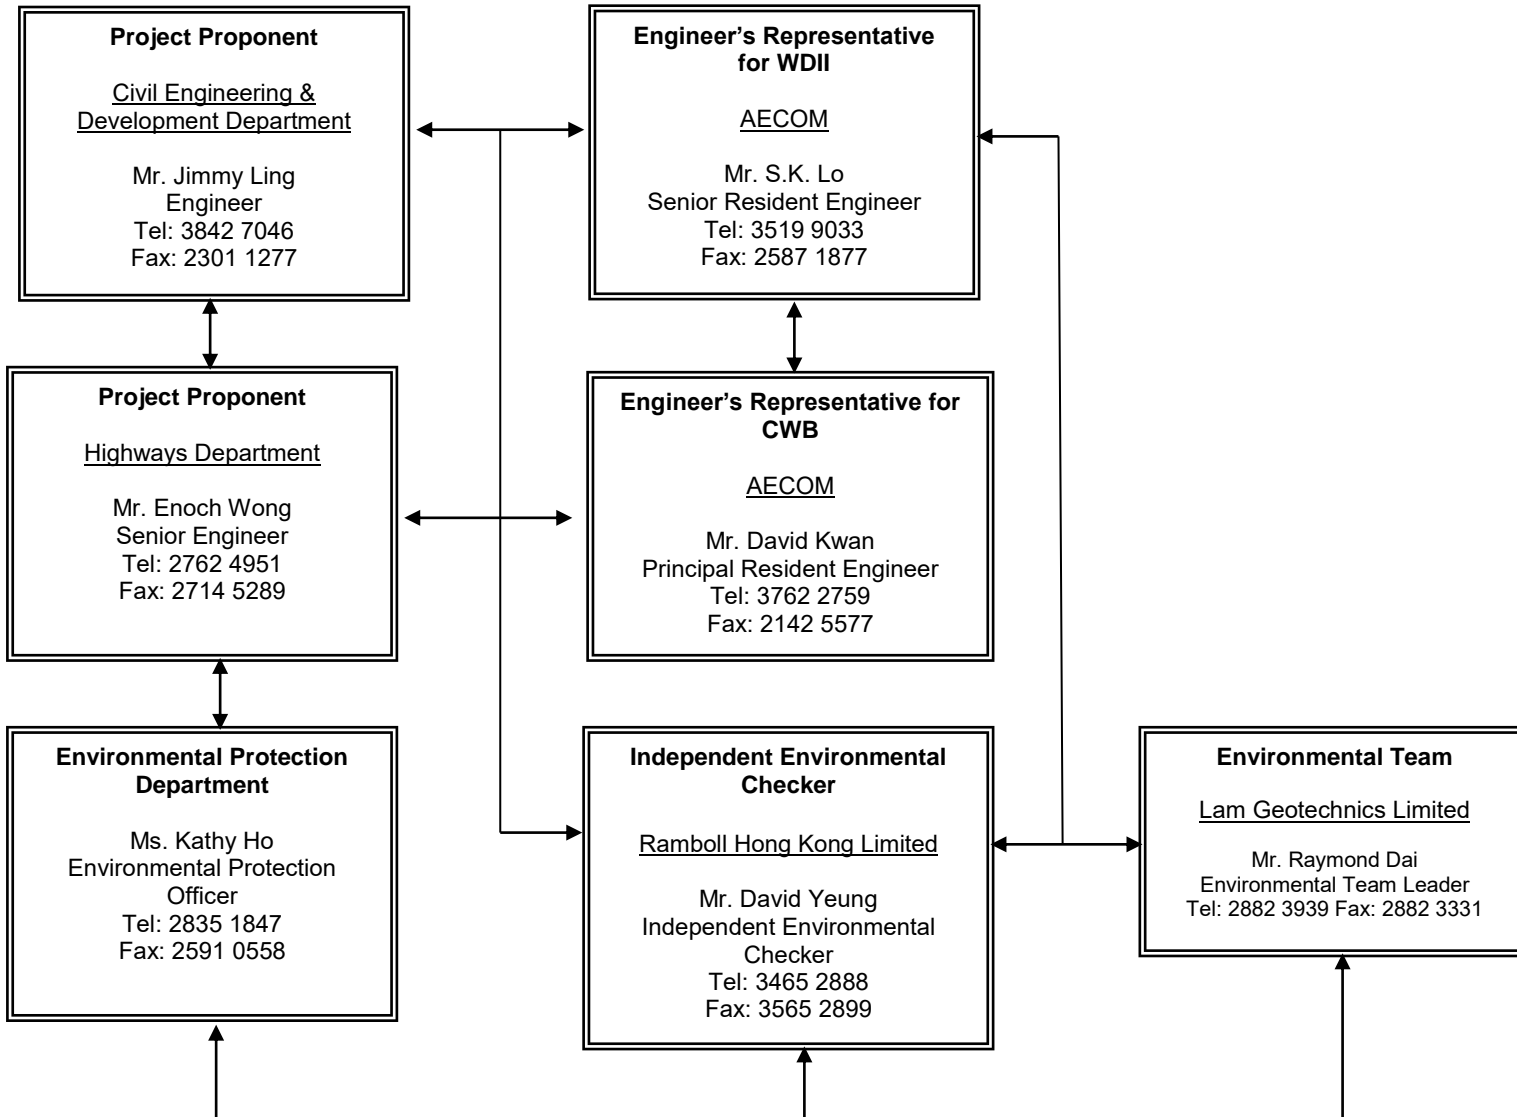 Project Proponent
Civil Engineering &
Development Department
Mr. Jimmy Ling
Engineer
Tel: 3842 7046
Fax: 2301 1277
Engineer’s Representative
for WDII
AECOM
Mr. S.K. Lo
Senior Resident Engineer
Tel: 3519 9033
Fax: 2587 1877
Project Proponent
Highways Department
Mr. Enoch Wong
Senior Engineer
Tel: 2762 4951
Fax: 2714 5289
Engineer’s Representative for
CWB
AECOM
Mr. David Kwan
Principal Resident Engineer
Tel: 3762 2759
Fax: 2142 5577
Environmental Protection
Department
Ms. Kathy Ho
Environmental Protection
Officer
Tel: 2835 1847
Fax: 2591 0558
Independent Environmental
Checker
Ramboll Hong Kong Limited
Mr. David Yeung
Independent Environmental
Checker
Tel: 3465 2888
Fax: 3565 2899
Environmental Team
Lam Geotechnics Limited
Mr. Raymond Dai
Environmental Team Leader
Tel: 2882 3939 Fax: 2882 3331